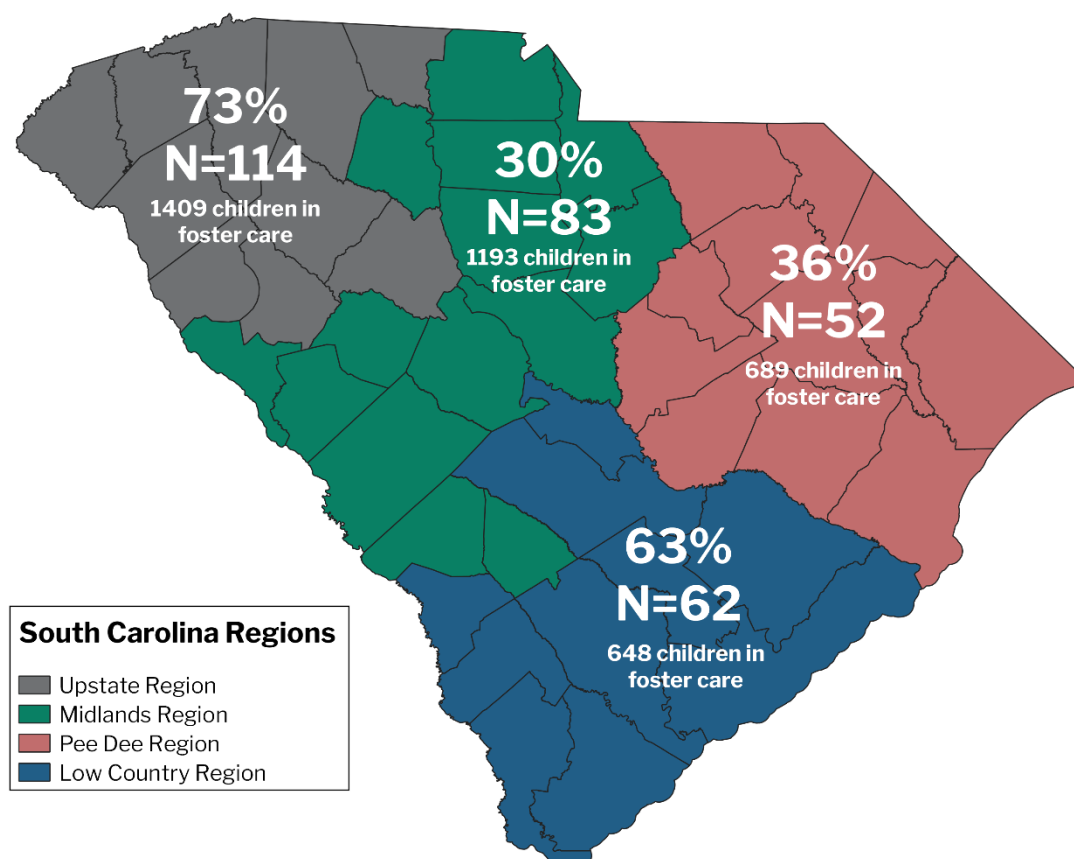 73%
N=114
1409 children in
foster care
30%
N=83
1193 children in
foster care
36%
N=52
689 children in
foster care
63%
N=62
648 children in
foster care
South Carolina Regions
Upstate Region
Midlands Region
Pee Dee Region
Low Country Region